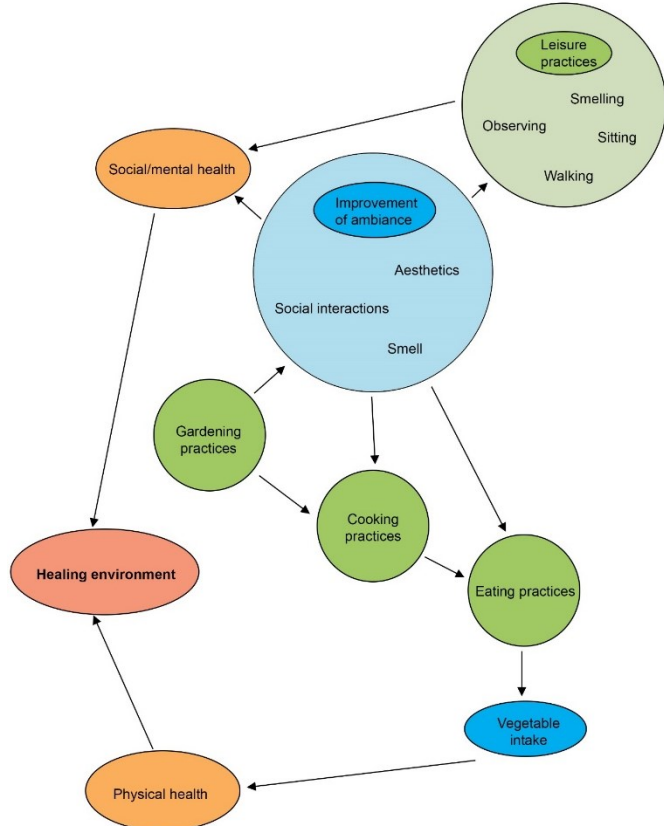 Leisure
practices
Smelling
Observing
Sitting
Walking
Social/mental health
Improvement
of ambiance
Aesthetics
Social interactions
Smell
Gardening
practices
Cooking
practices
Healing environment
Eating practices
Vegetable
intake
Physical health